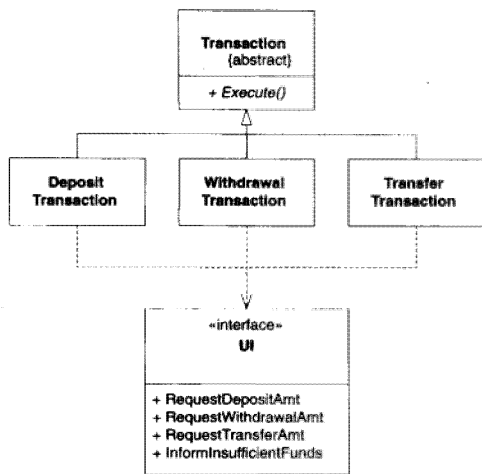 Transaction
{abstract}
+ Execute()
Deposit
Transaction
Withdrawal
Transaction
Transfer
Transaction
«interface»
UI
+ RequestDepositAmt
+ RequestWithdrawalAmt
+ RequestTransferAmt
+ InformInsufficientFunds